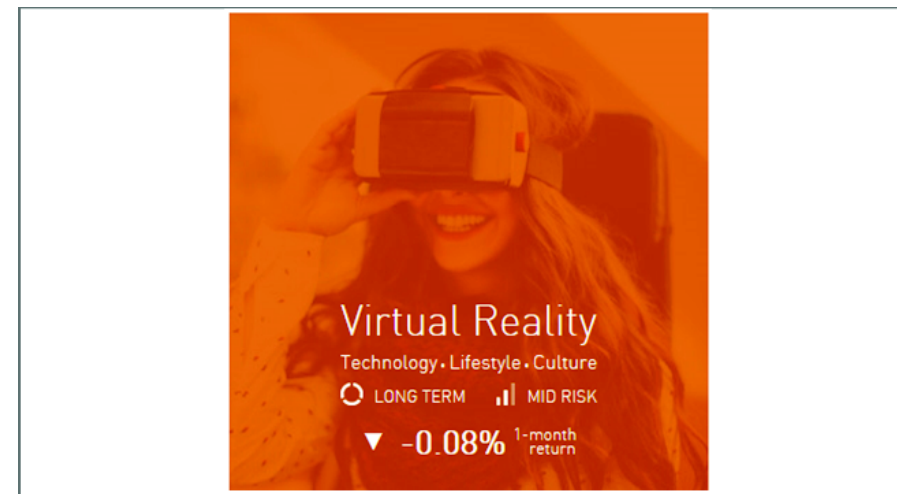 Virtual Reality
Technology • Lifestyle • Culture
LONG TERM MID RISK
▼ -0.08% 1-month return